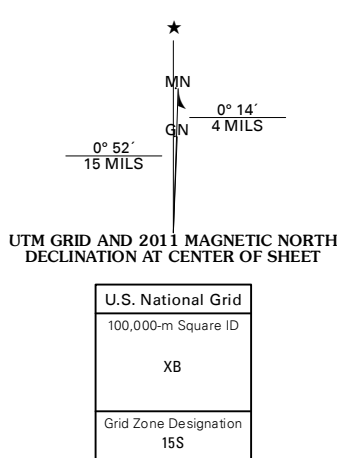 ★
MN
0° 14´
4 MILS
GN
0° 52´
15 MILS
UTM GRID AND 2011 MAGNETIC NORTH
DECLINATION AT CENTER OF SHEET
U.S. National Grid
100,000-m Square ID
XB
Grid Zone Designation
15S